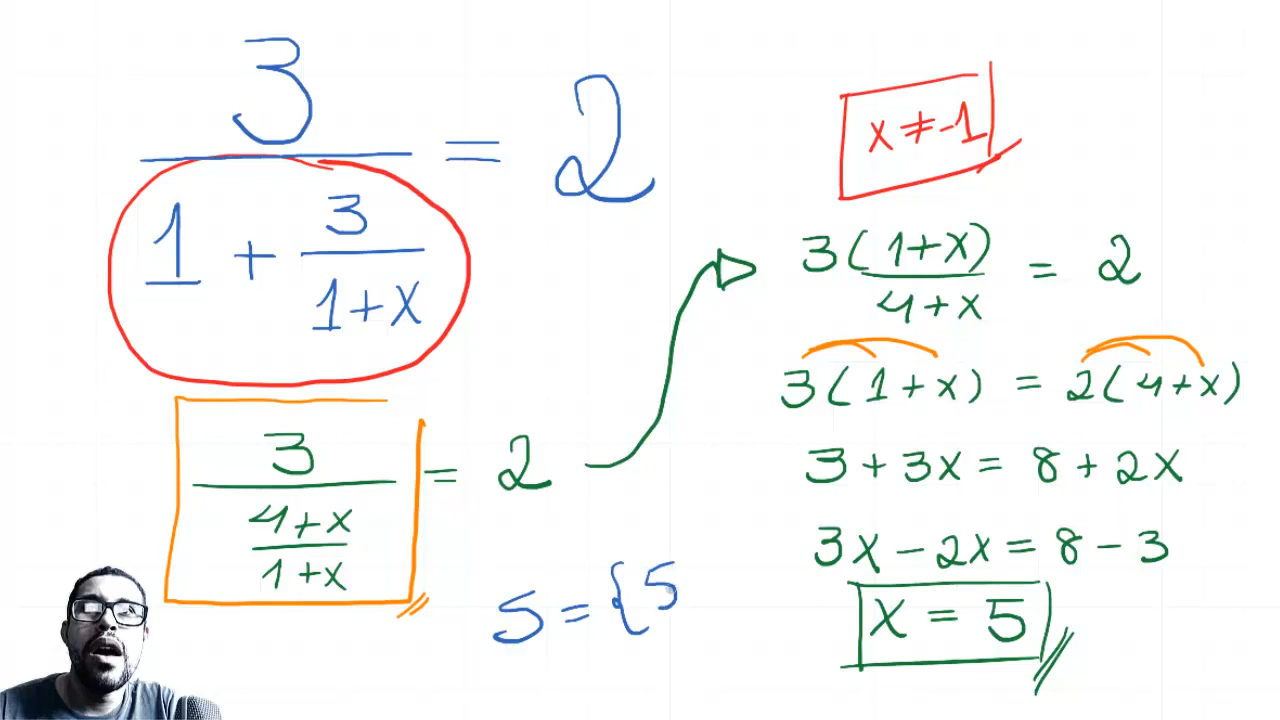 3
1 + 3/(1+x) = 2
3
(4+x)/(1+x) = 2
S = {5
x ≠ -1
3(1+x)/(4+x) = 2
3(1+x) = 2(4+x)
3 + 3x = 8 + 2x
3x - 2x = 8 - 3
x = 5